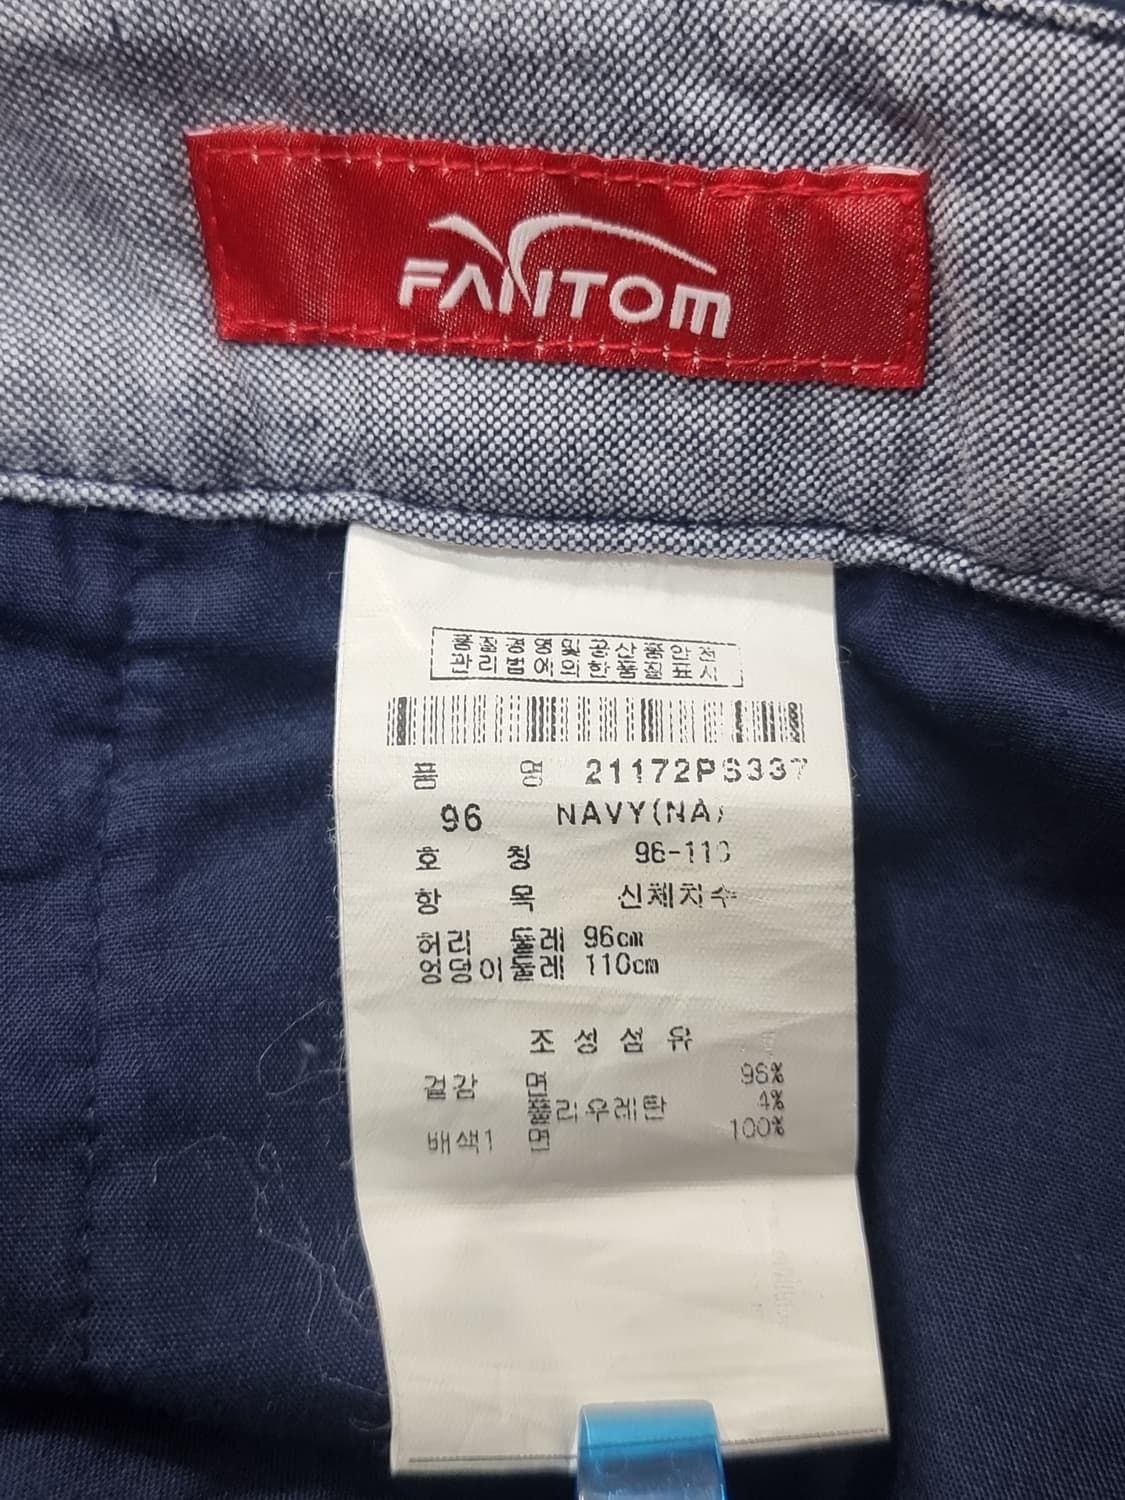 FANTOM
품질경영 및 공산품안전
관리법에 의한 품질표시
품 명 21172PS337
96 NAVY(NA)
호 칭 96-110
항 목 신체치수
허리 둘레 96cm
엉덩이둘레 110cm
조 성 섬 유
겉감 면 96%
폴리우레탄 4%
배색1 면 100%